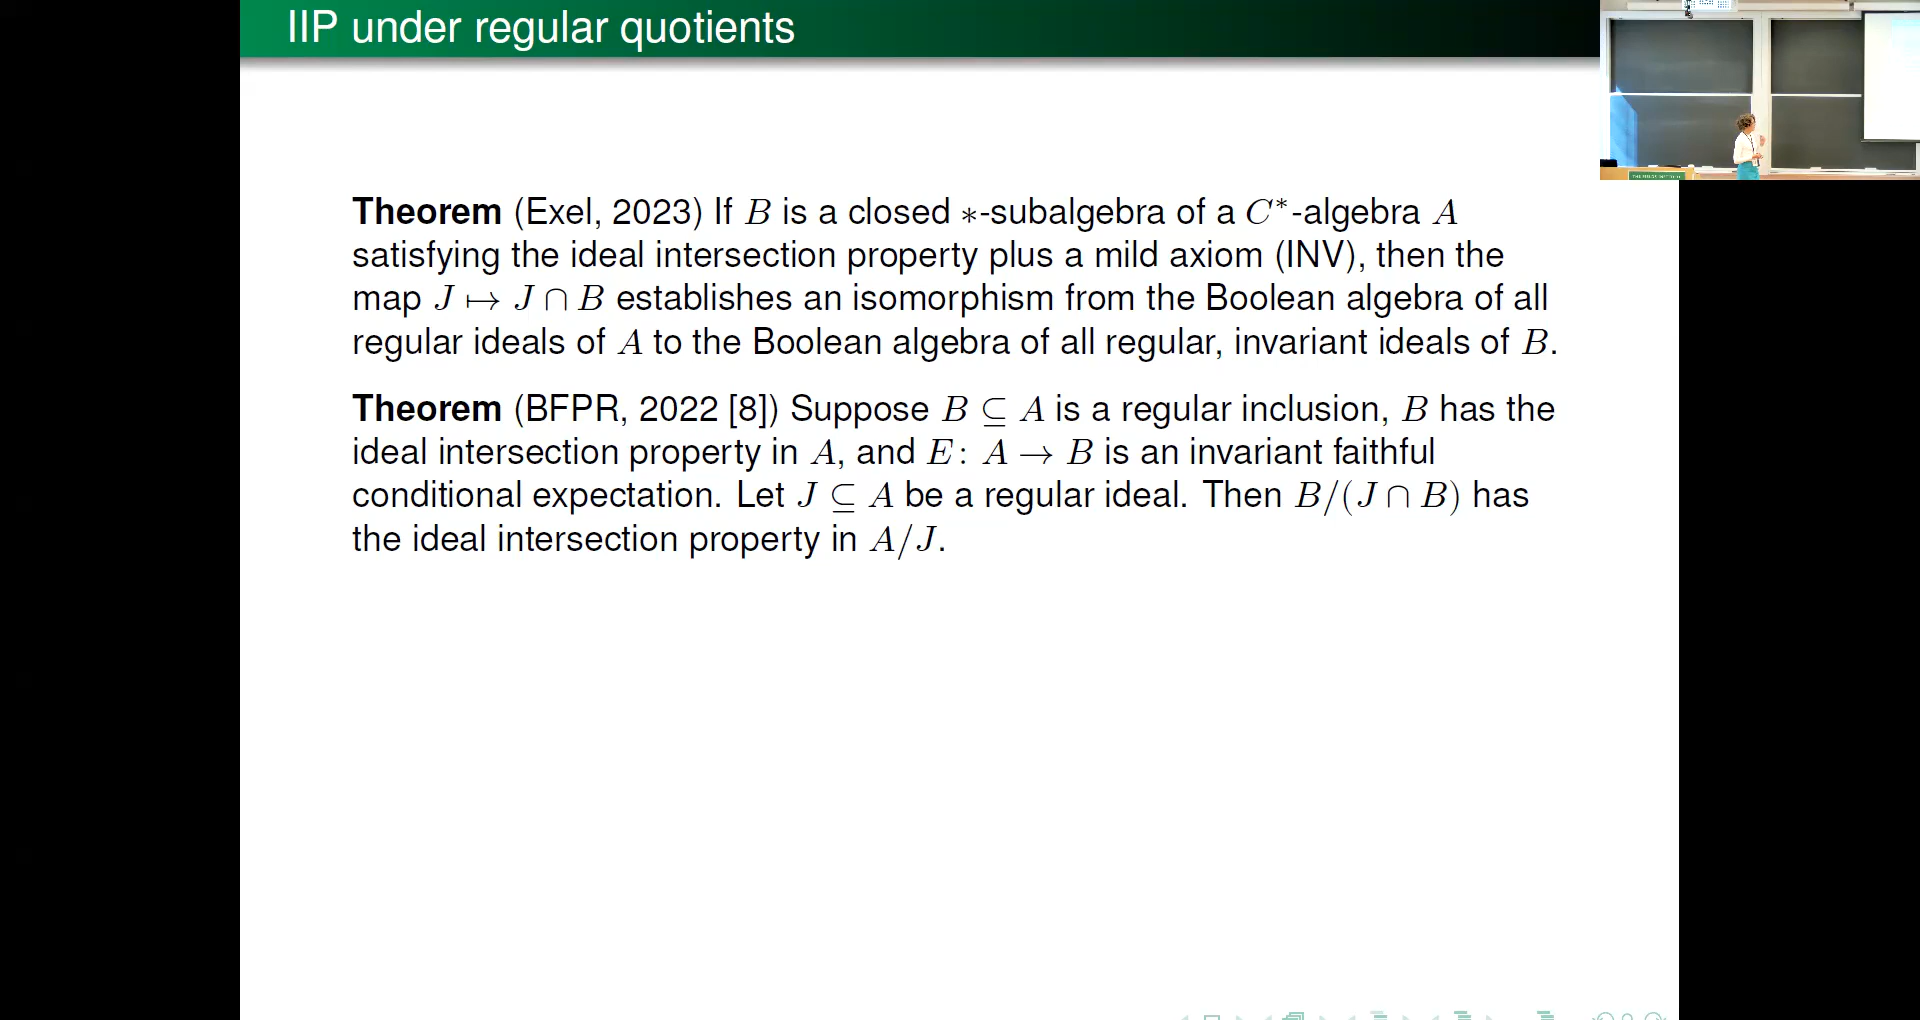 IIP under regular quotients
Theorem (Exel, 2023) If B is a closed ∗-subalgebra of a C*-algebra A
satisfying the ideal intersection property plus a mild axiom (INV), then the
map J ↦ J ∩ B establishes an isomorphism from the Boolean algebra of all
regular ideals of A to the Boolean algebra of all regular, invariant ideals of B.
Theorem (BFPR, 2022 [8]) Suppose B ⊆ A is a regular inclusion, B has the
ideal intersection property in A, and E: A → B is an invariant faithful
conditional expectation. Let J ⊆ A be a regular ideal. Then B/(J ∩ B) has
the ideal intersection property in A/J.